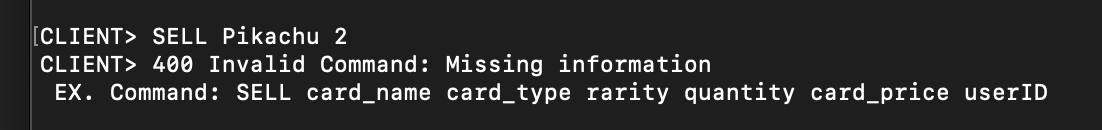 [CLIENT> SELL Pikachu 2
CLIENT> 400 Invalid Command: Missing information
EX. Command: SELL card_name card_type rarity quantity card_price userID